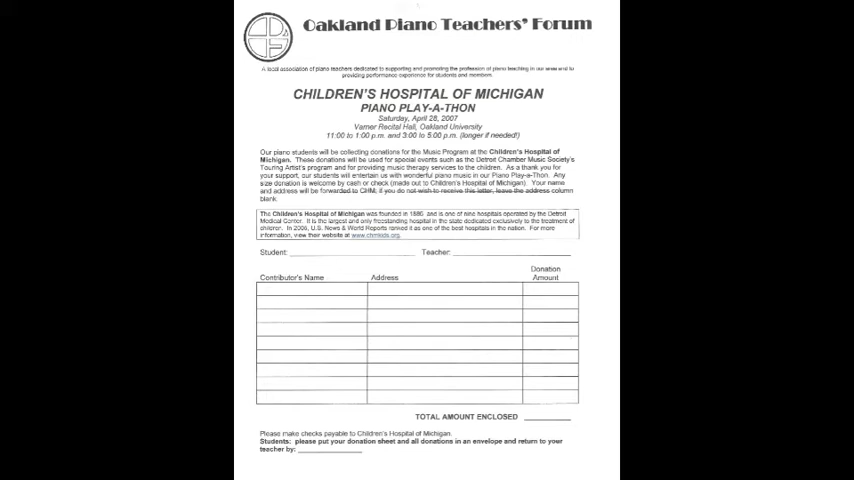 Oakland Piano Teachers' Forum
A local association of piano teachers dedicated to supporting and promoting the profession of piano teaching in our area and to
providing performance experience for students and members.
CHILDREN'S HOSPITAL OF MICHIGAN
PIANO PLAY-A-THON
Saturday, April 28, 2007
Varner Recital Hall, Oakland University
11:00 to 1:00 p.m. and 3:00 to 5:00 p.m. (longer if needed!)
Our piano students will be collecting donations for the Music Program at the Children's Hospital of
Michigan. These donations will be used for special events such as the Detroit Chamber Music Society's
Touring Artist's program and for providing music therapy services to the children. As a thank you for
your support, our students will entertain us with wonderful piano music in our Piano Play-a-Thon. Any
size donation is welcome by cash or check (made out to Children's Hospital of Michigan). Your name
and address will be forwarded to CHM; if you do not wish to receive this letter, leave the address column
blank.
The Children's Hospital of Michigan was founded in 1886 and is one of nine hospitals operated by the Detroit
Medical Center. It is the largest and only freestanding hospital in the state dedicated exclusively to the treatment of
children. In 2006, U.S. News & World Reports ranked it as one of the best hospitals in the nation. For more
information, view their website at www.chmkids.org.
Student: Teacher:
Donation
Contributor's Name Address Amount
TOTAL AMOUNT ENCLOSED
Please make checks payable to Children's Hospital of Michigan.
Students: please put your donation sheet and all donations in an envelope and return to your
teacher by: